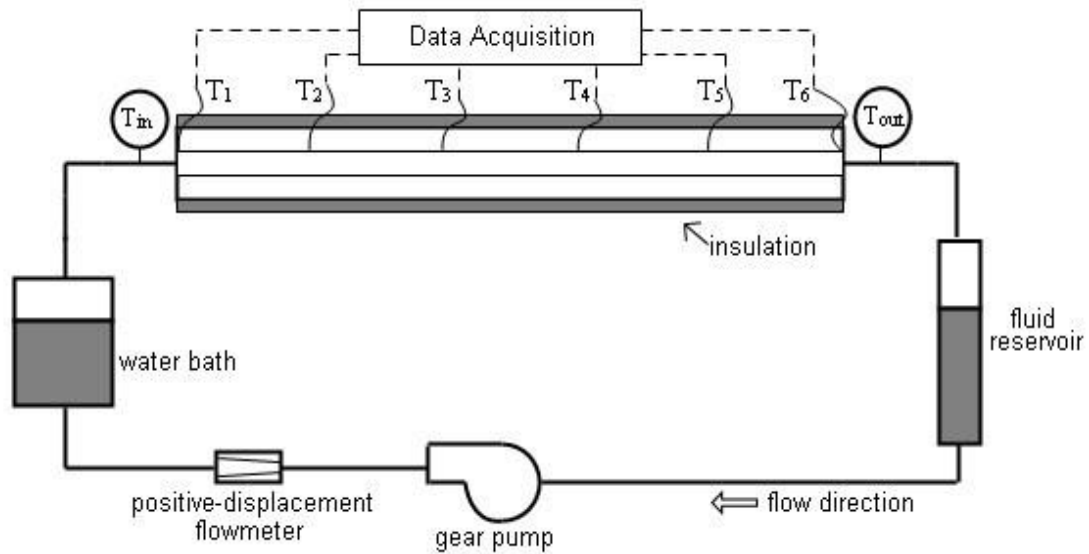 Data Acquisition
T1
T2
T3
T4
T5
T6
Tin
Tout
insulation
water bath
fluid
reservoir
positive-displacement
flowmeter
gear pump
flow direction